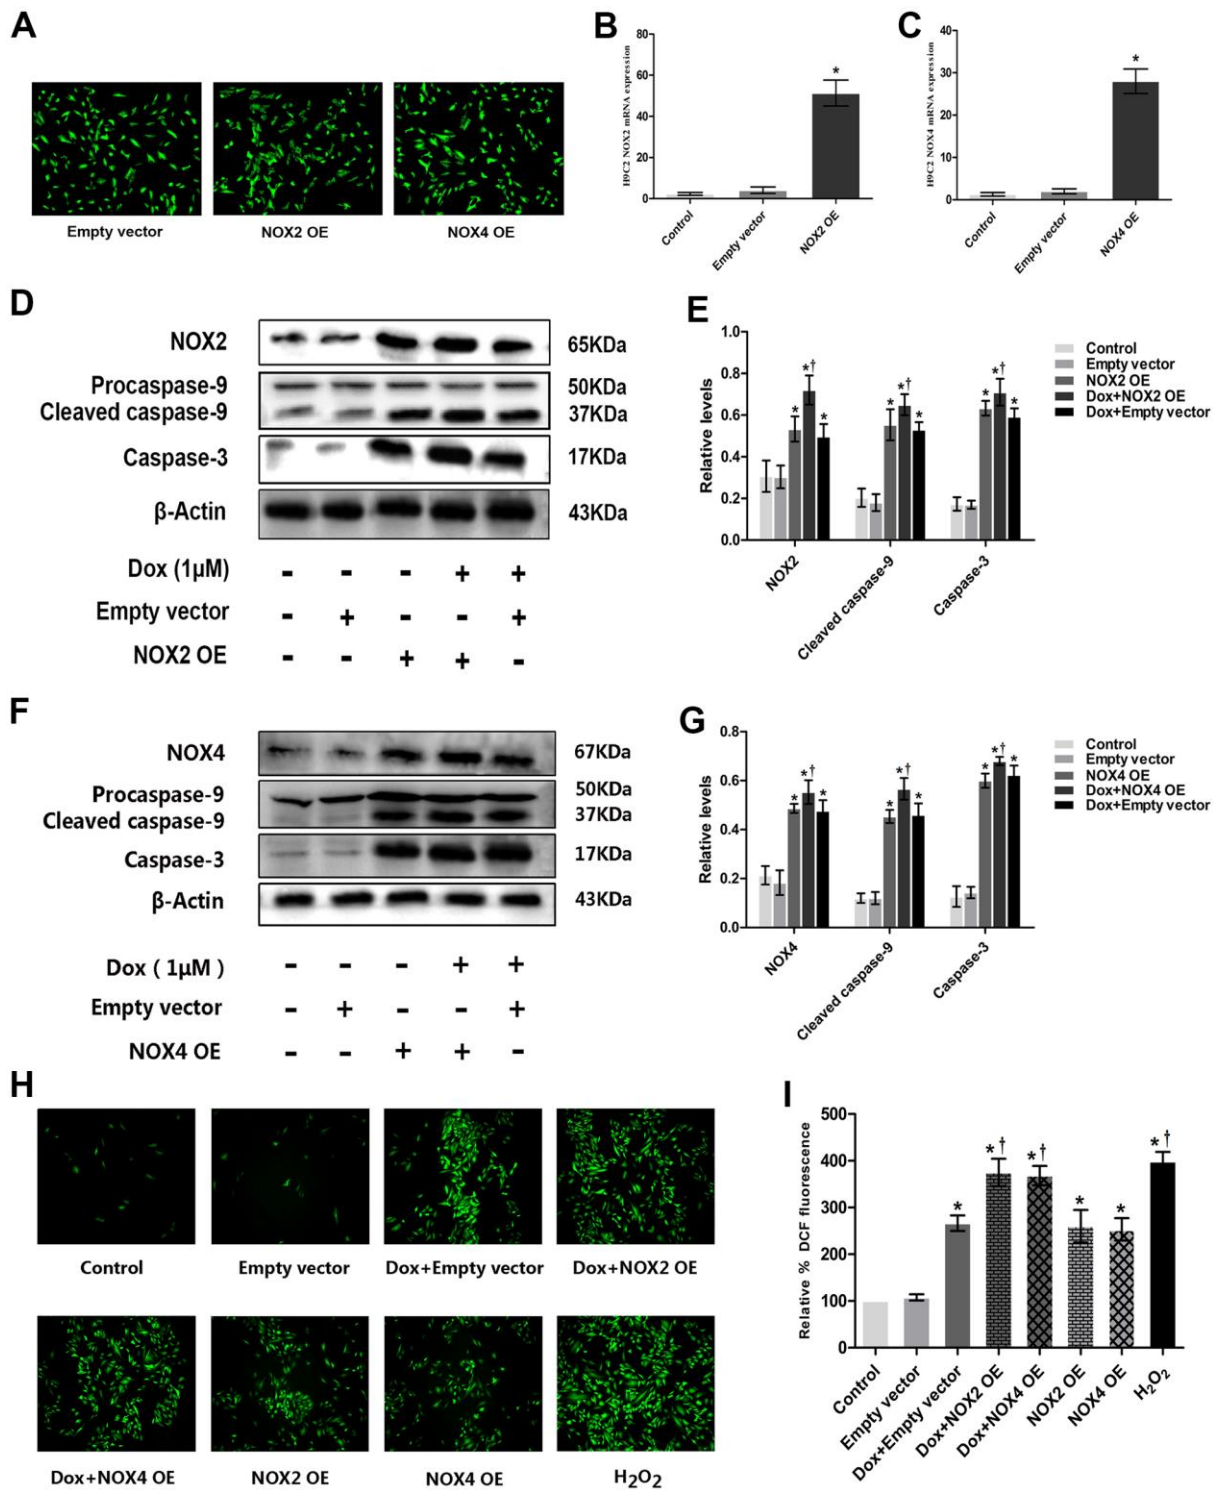 A
Empty vector
NOX2 OE
NOX4 OE
B
H9C2 NOX2 mRNA expression
80
60
40
20
0
*
Control
Empty vector
NOX2 OE
C
H9C2 NOX4 mRNA expression
40
30
20
10
0
*
Control
Empty vector
NOX4 OE
D
NOX2 65KDa
Procaspase-9 50KDa
Cleaved caspase-9 37KDa
Caspase-3 17KDa
β-Actin 43KDa
Dox (1μM) - - - + +
Empty vector - + - - +
NOX2 OE - - + + -
E
Relative levels
1.0
0.8
0.6
0.4
0.2
0.0
* *† *
* *† *
* *† *
NOX2
Cleaved caspase-9
Caspase-3
Control
Empty vector
NOX2 OE
Dox+NOX2 OE
Dox+Empty vector
F
NOX4 67KDa
Procaspase-9 50KDa
Cleaved caspase-9 37KDa
Caspase-3 17KDa
β-Actin 43KDa
Dox ( 1μM ) - - - + +
Empty vector - + - - +
NOX4 OE - - + + -
G
Relative levels
0.8
0.6
0.4
0.2
0.0
* *† *
* *† *
* *† *
NOX4
Cleaved caspase-9
Caspase-3
Control
Empty vector
NOX4 OE
Dox+NOX4 OE
Dox+Empty vector
H
Control
Empty vector
Dox+Empty vector
Dox+NOX2 OE
Dox+NOX4 OE
NOX2 OE
NOX4 OE
H₂O₂
I
Relative % DCF fluorescence
500
400
300
200
100
0
*
*†
*†
*
*
*†
Control
Empty vector
Dox+Empty vector
Dox+NOX2 OE
Dox+NOX4 OE
NOX2 OE
NOX4 OE
H₂O₂